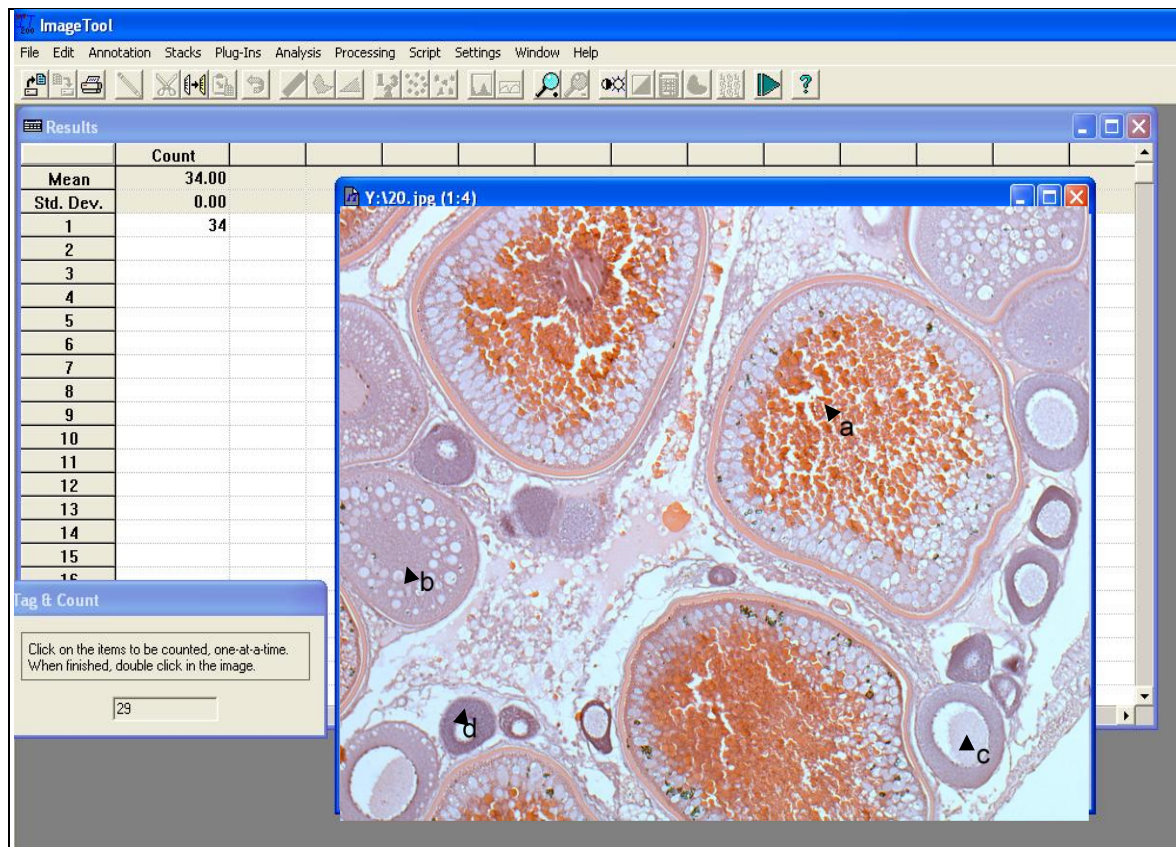 ImageTool
File Edit Annotation Stacks Plug-Ins Analysis Processing Script Settings Window Help
Results
Count
Mean 34.00
Std. Dev. 0.00
1 34
2
3
4
5
6
7
8
9
10
11
12
13
14
15
16
Y:\20.jpg (1:4)
a
b
c
d
Tag & Count
Click on the items to be counted, one-at-a-time.
When finished, double click in the image.
29